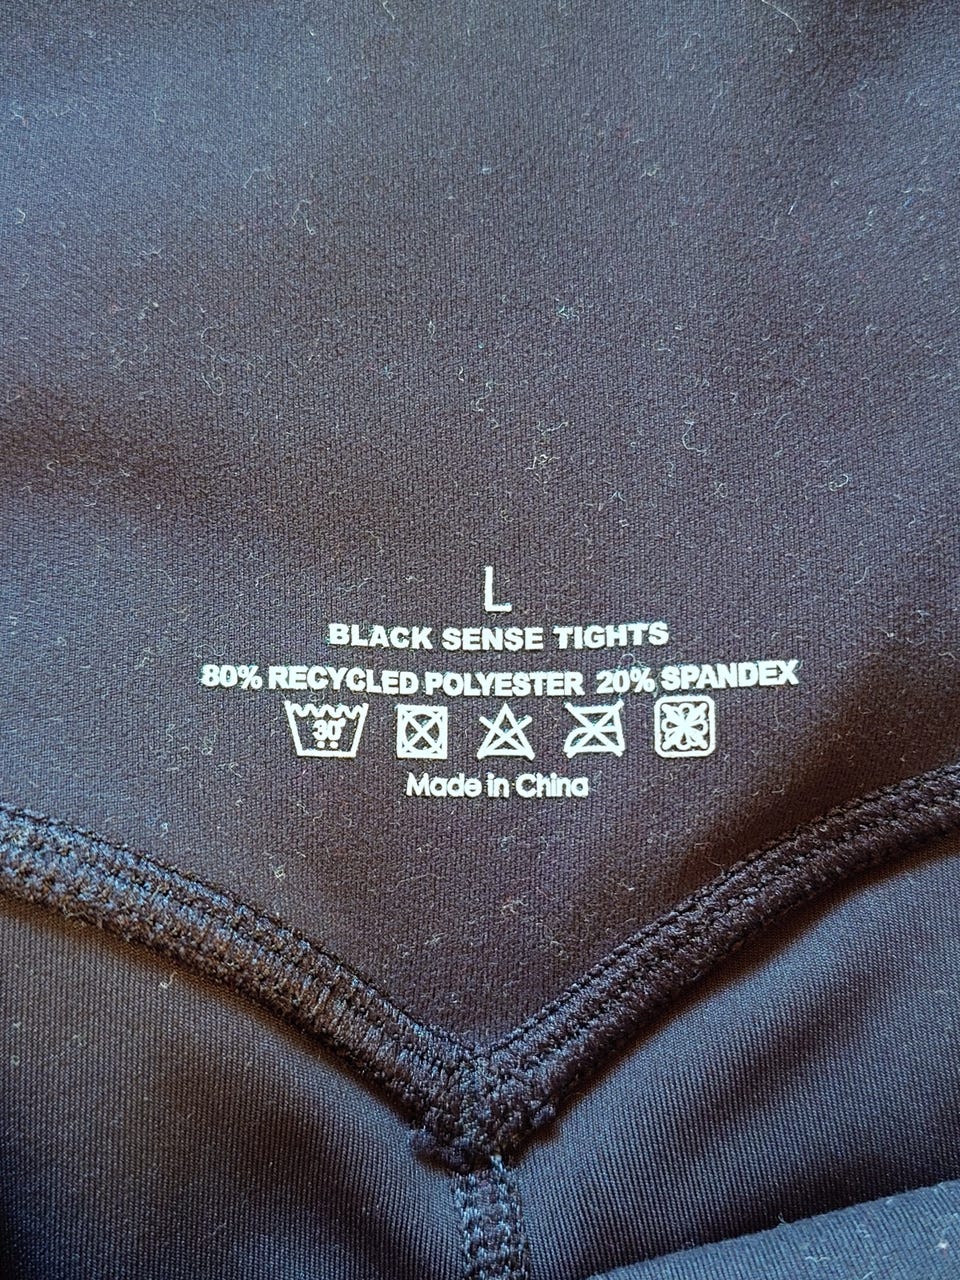 L
BLACK SENSE TIGHTS
80% RECYCLED POLYESTER 20% SPANDEX
30°
Made in China